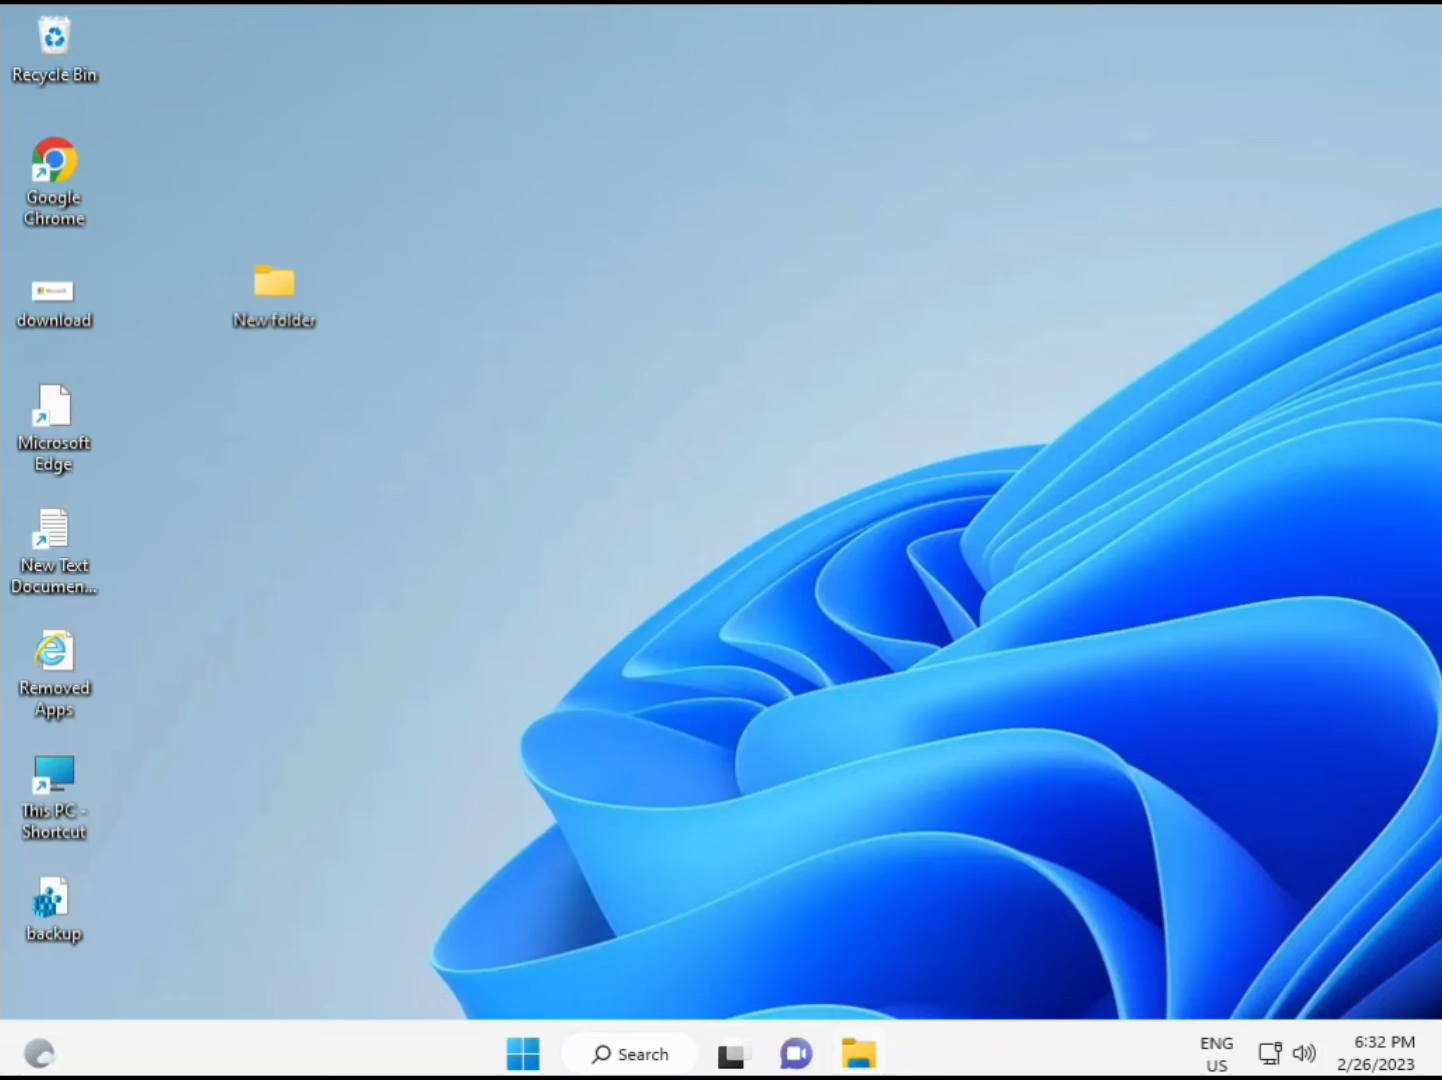 Recycle Bin
Google
Chrome
download
New folder
Microsoft
Edge
New Text
Documen...
Removed
Apps
This PC -
Shortcut
backup
Search
ENG
US
6:32 PM
2/26/2023